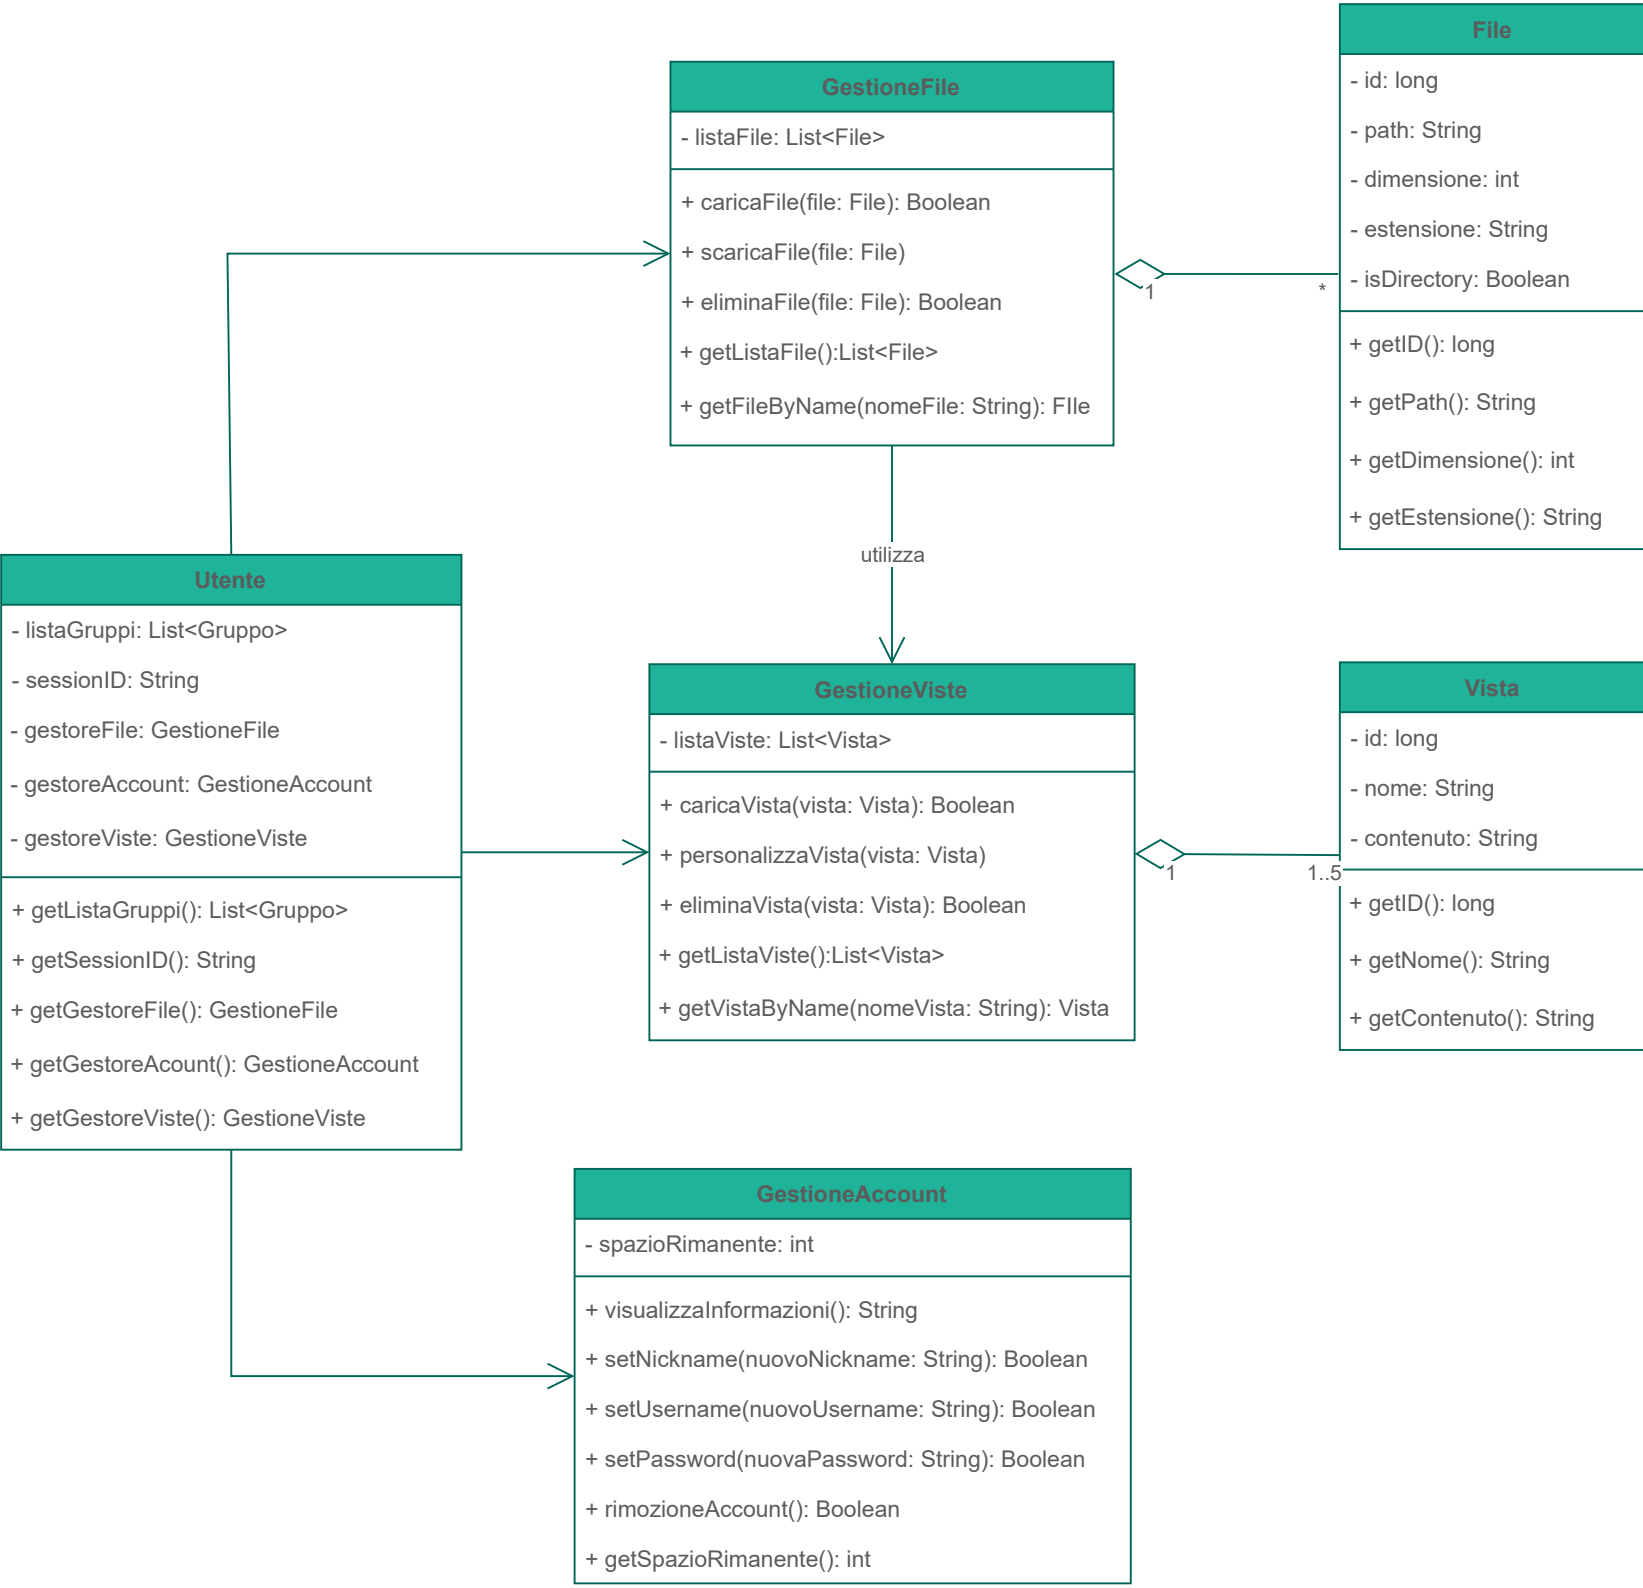 File
- id: long
- path: String
- dimensione: int
- estensione: String
- isDirectory: Boolean
+ getID(): long
+ getPath(): String
+ getDimensione(): int
+ getEstensione(): String
GestioneFile
- listaFile: List<File>
+ caricaFile(file: File): Boolean
+ scaricaFile(file: File)
+ eliminaFile(file: File): Boolean
+ getListaFile():List<File>
+ getFileByName(nomeFile: String): FIle
1
*
utilizza
Utente
- listaGruppi: List<Gruppo>
- sessionID: String
- gestoreFile: GestioneFile
- gestoreAccount: GestioneAccount
- gestoreViste: GestioneViste
+ getListaGruppi(): List<Gruppo>
+ getSessionID(): String
+ getGestoreFile(): GestioneFile
+ getGestoreAcount(): GestioneAccount
+ getGestoreViste(): GestioneViste
GestioneViste
- listaViste: List<Vista>
+ caricaVista(vista: Vista): Boolean
+ personalizzaVista(vista: Vista)
+ eliminaVista(vista: Vista): Boolean
+ getListaViste():List<Vista>
+ getVistaByName(nomeVista: String): Vista
1
1..5
Vista
- id: long
- nome: String
- contenuto: String
+ getID(): long
+ getNome(): String
+ getContenuto(): String
GestioneAccount
- spazioRimanente: int
+ visualizzaInformazioni(): String
+ setNickname(nuovoNickname: String): Boolean
+ setUsername(nuovoUsername: String): Boolean
+ setPassword(nuovaPassword: String): Boolean
+ rimozioneAccount(): Boolean
+ getSpazioRimanente(): int